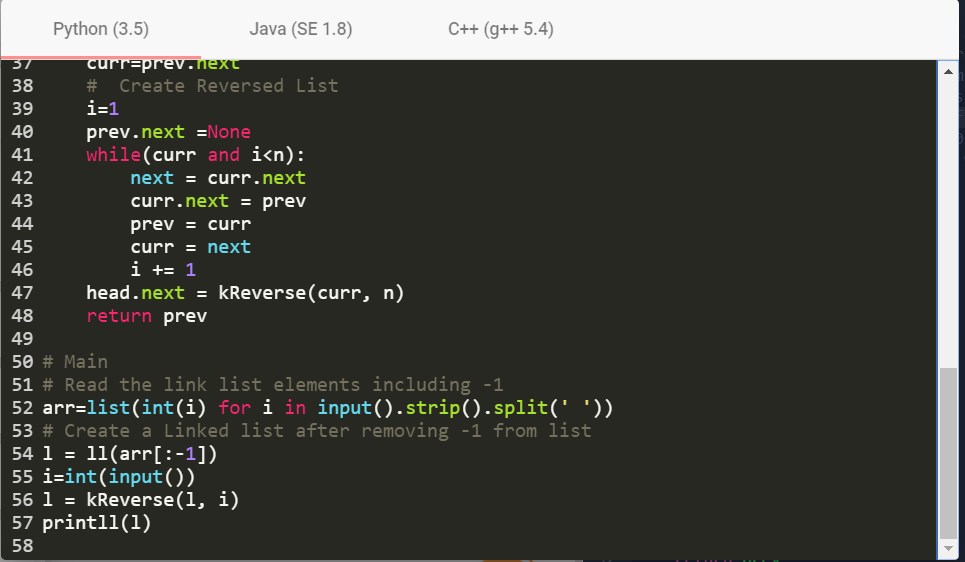 Python (3.5) Java (SE 1.8) C++ (g++ 5.4)
37     curr=prev.next
38     #  Create Reversed List
39     i=1
40     prev.next =None
41     while(curr and i<n):
42         next = curr.next
43         curr.next = prev
44         prev = curr
45         curr = next
46         i += 1
47     head.next = kReverse(curr, n)
48     return prev
49
50 # Main
51 # Read the link list elements including -1
52 arr=list(int(i) for i in input().strip().split(' '))
53 # Create a Linked list after removing -1 from list
54 l = ll(arr[:-1])
55 i=int(input())
56 l = kReverse(l, i)
57 printll(l)
58